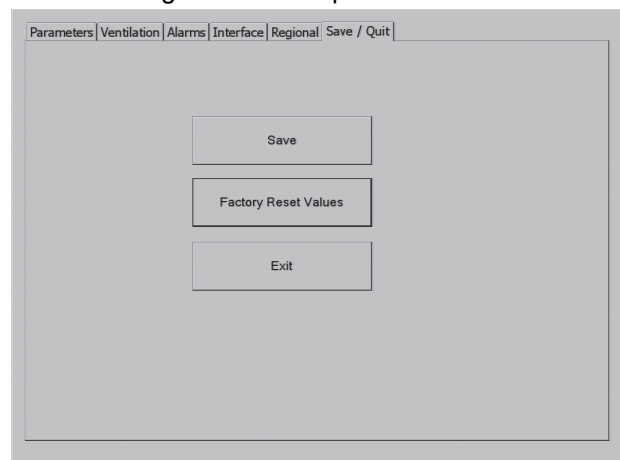 Parameters Ventilation Alarms Interface Regional Save / Quit
Save
Factory Reset Values
Exit